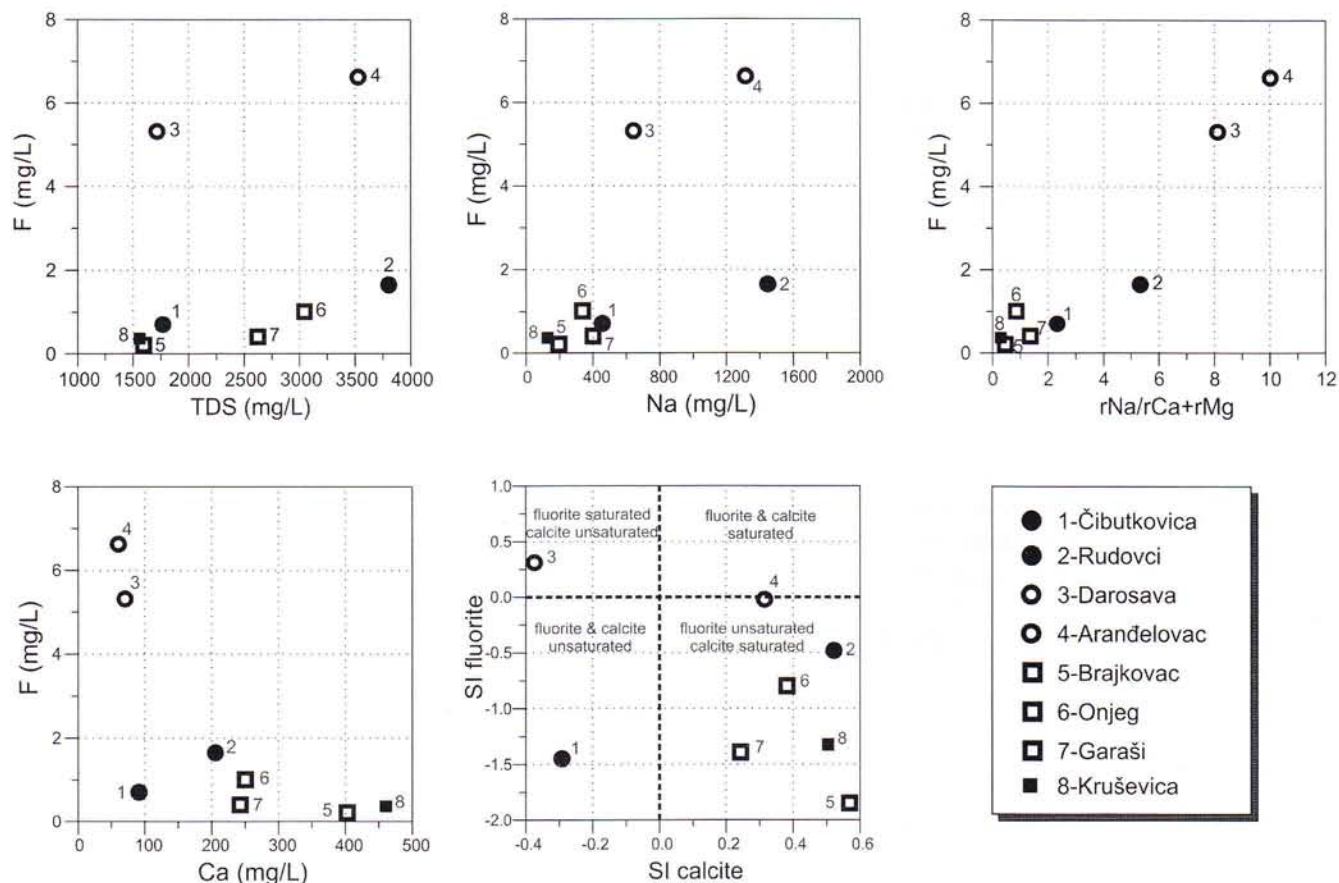 8
6
4
2
0
F (mg/L)
4
3
2
1
8
5
7
6
1000 1500 2000 2500 3000 3500 4000
TDS (mg/L)
8
6
4
2
0
F (mg/L)
4
3
2
6
1
8
5
7
0 400 800 1200 1600 2000
Na (mg/L)
8
6
4
2
0
F (mg/L)
4
3
2
6
1
8
7
5
0 2 4 6 8 10 12
rNa/rCa+rMg
8
6
4
2
0
F (mg/L)
4
3
2
1
6
7
5
8
0 100 200 300 400 500
Ca (mg/L)
1.0
0.5
0.0
-0.5
-1.0
-1.5
-2.0
SI fluorite
fluorite saturated
calcite unsaturated
fluorite & calcite
saturated
3
4
fluorite & calcite
unsaturated
fluorite unsaturated
calcite saturated
2
6
1
7
8
5
-0.4 -0.2 0.0 0.2 0.4 0.6
SI calcite
1-Čibutkovica
2-Rudovci
3-Darosava
4-Aranđelovac
5-Brajkovac
6-Onjeg
7-Garaši
8-Kruševica